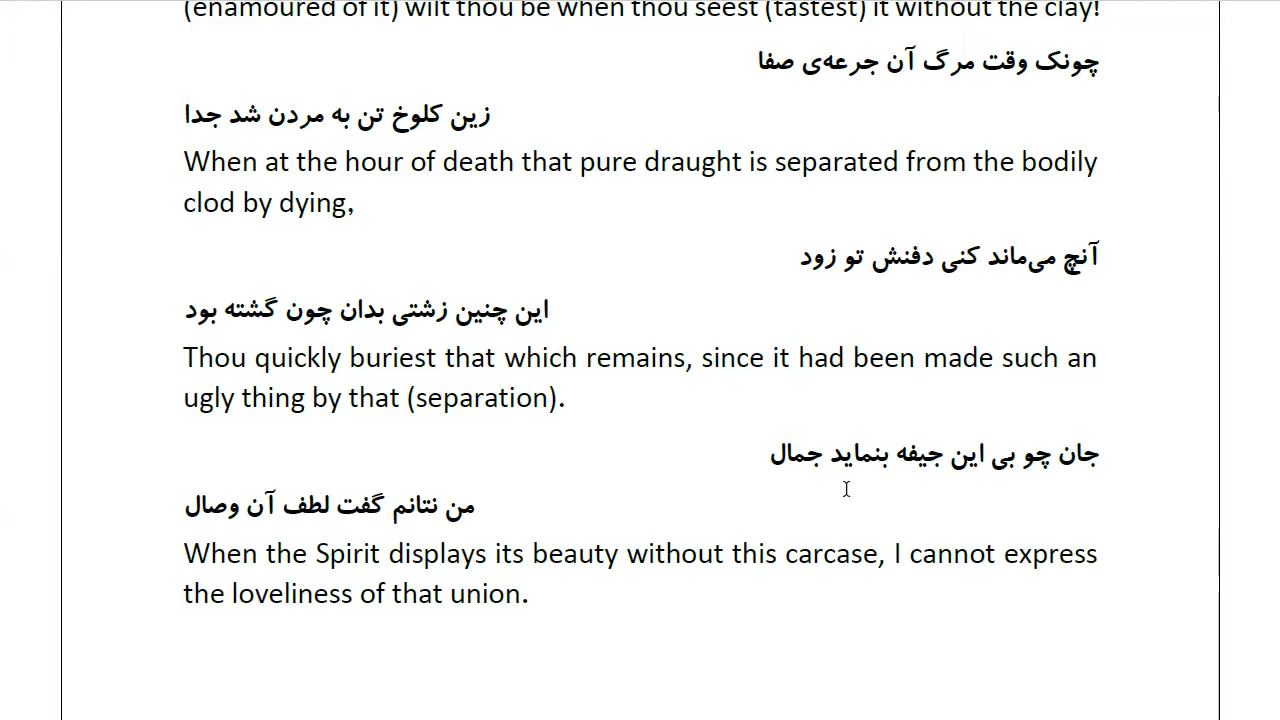 (enamoured of it) wilt thou be when thou seest (tastest) it without the clay!
چونک وقت مرگ آن جرعه‌ی صفا
زین کلوخ تن به مردن شد جدا
When at the hour of death that pure draught is separated from the bodily
clod by dying,
آنچ می‌ماند کنی دفنش تو زود
این چنین زشتی بدان چون گشته بود
Thou quickly buriest that which remains, since it had been made such an
ugly thing by that (separation).
جان چو بی این جیفه بنماید جمال
من نتانم گفت لطف آن وصال
When the Spirit displays its beauty without this carcase, I cannot express
the loveliness of that union.